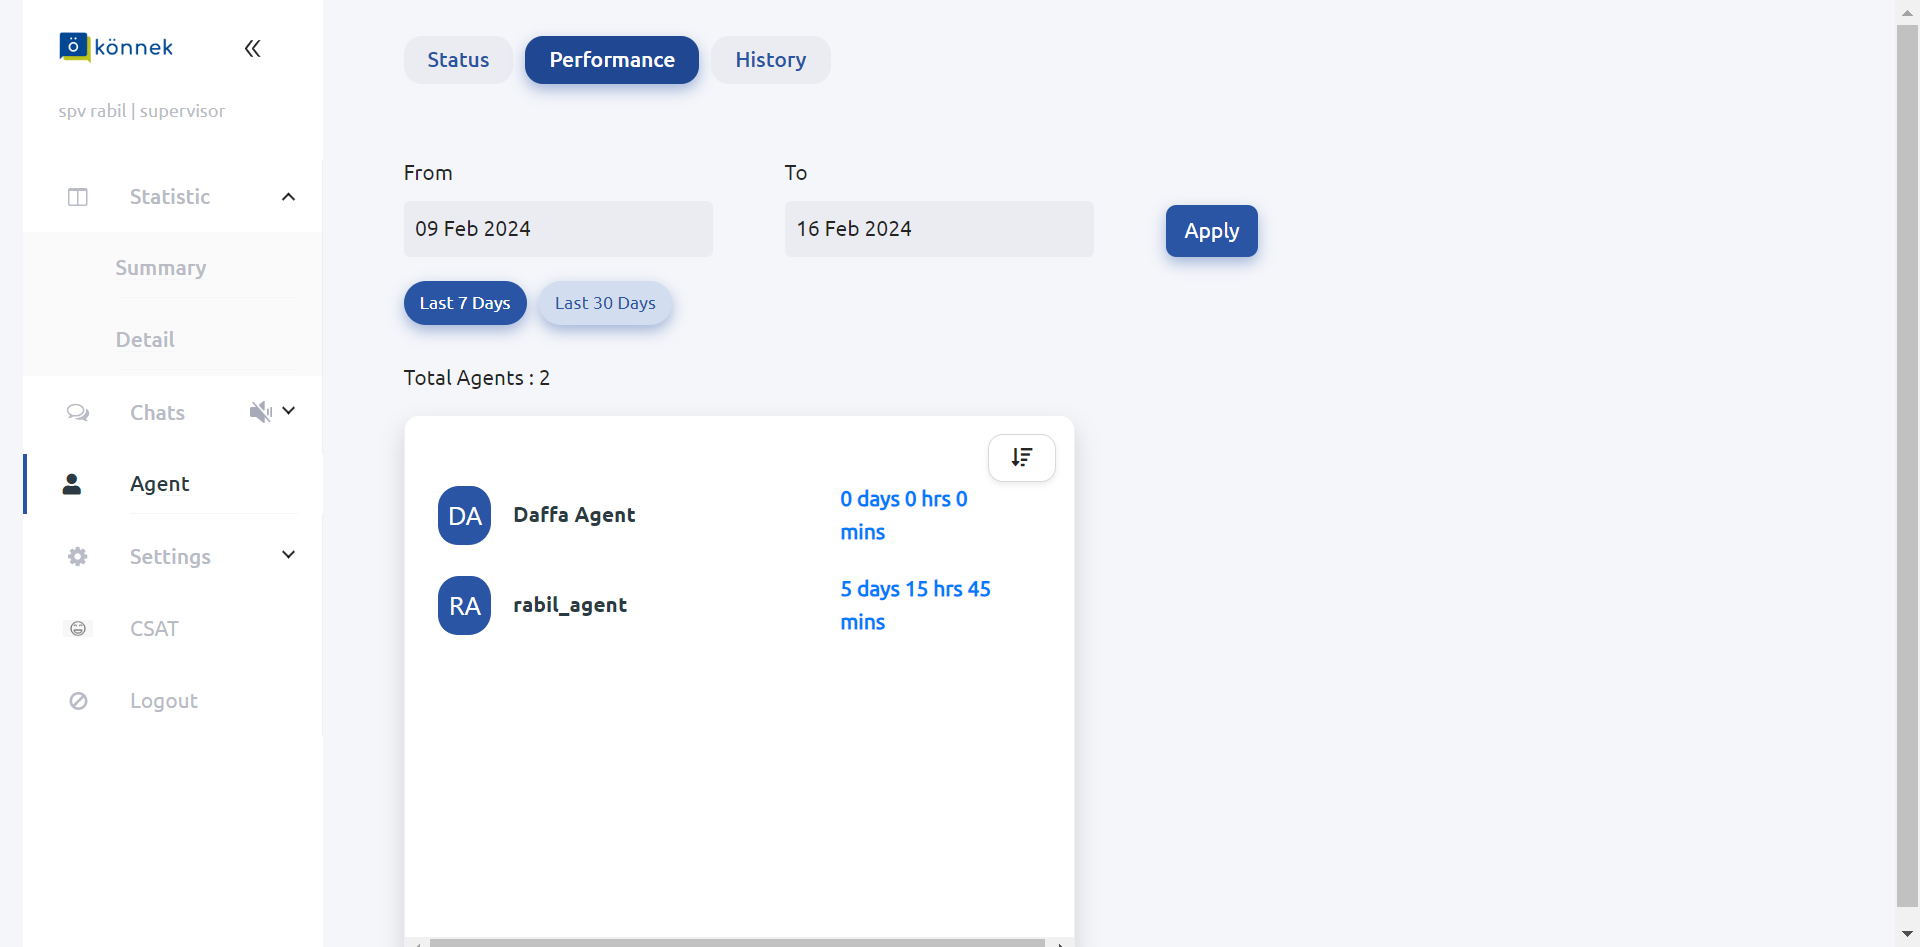 ö könnek
spv rabil | supervisor
Statistic
Summary
Detail
Chats
Agent
Settings
CSAT
Logout
Status
Performance
History
From
To
09 Feb 2024
16 Feb 2024
Apply
Last 7 Days
Last 30 Days
Total Agents : 2
DA
Daffa Agent
0 days 0 hrs 0
mins
RA
rabil_agent
5 days 15 hrs 45
mins